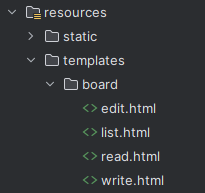 resources
static
templates
board
edit.html
list.html
read.html
write.html